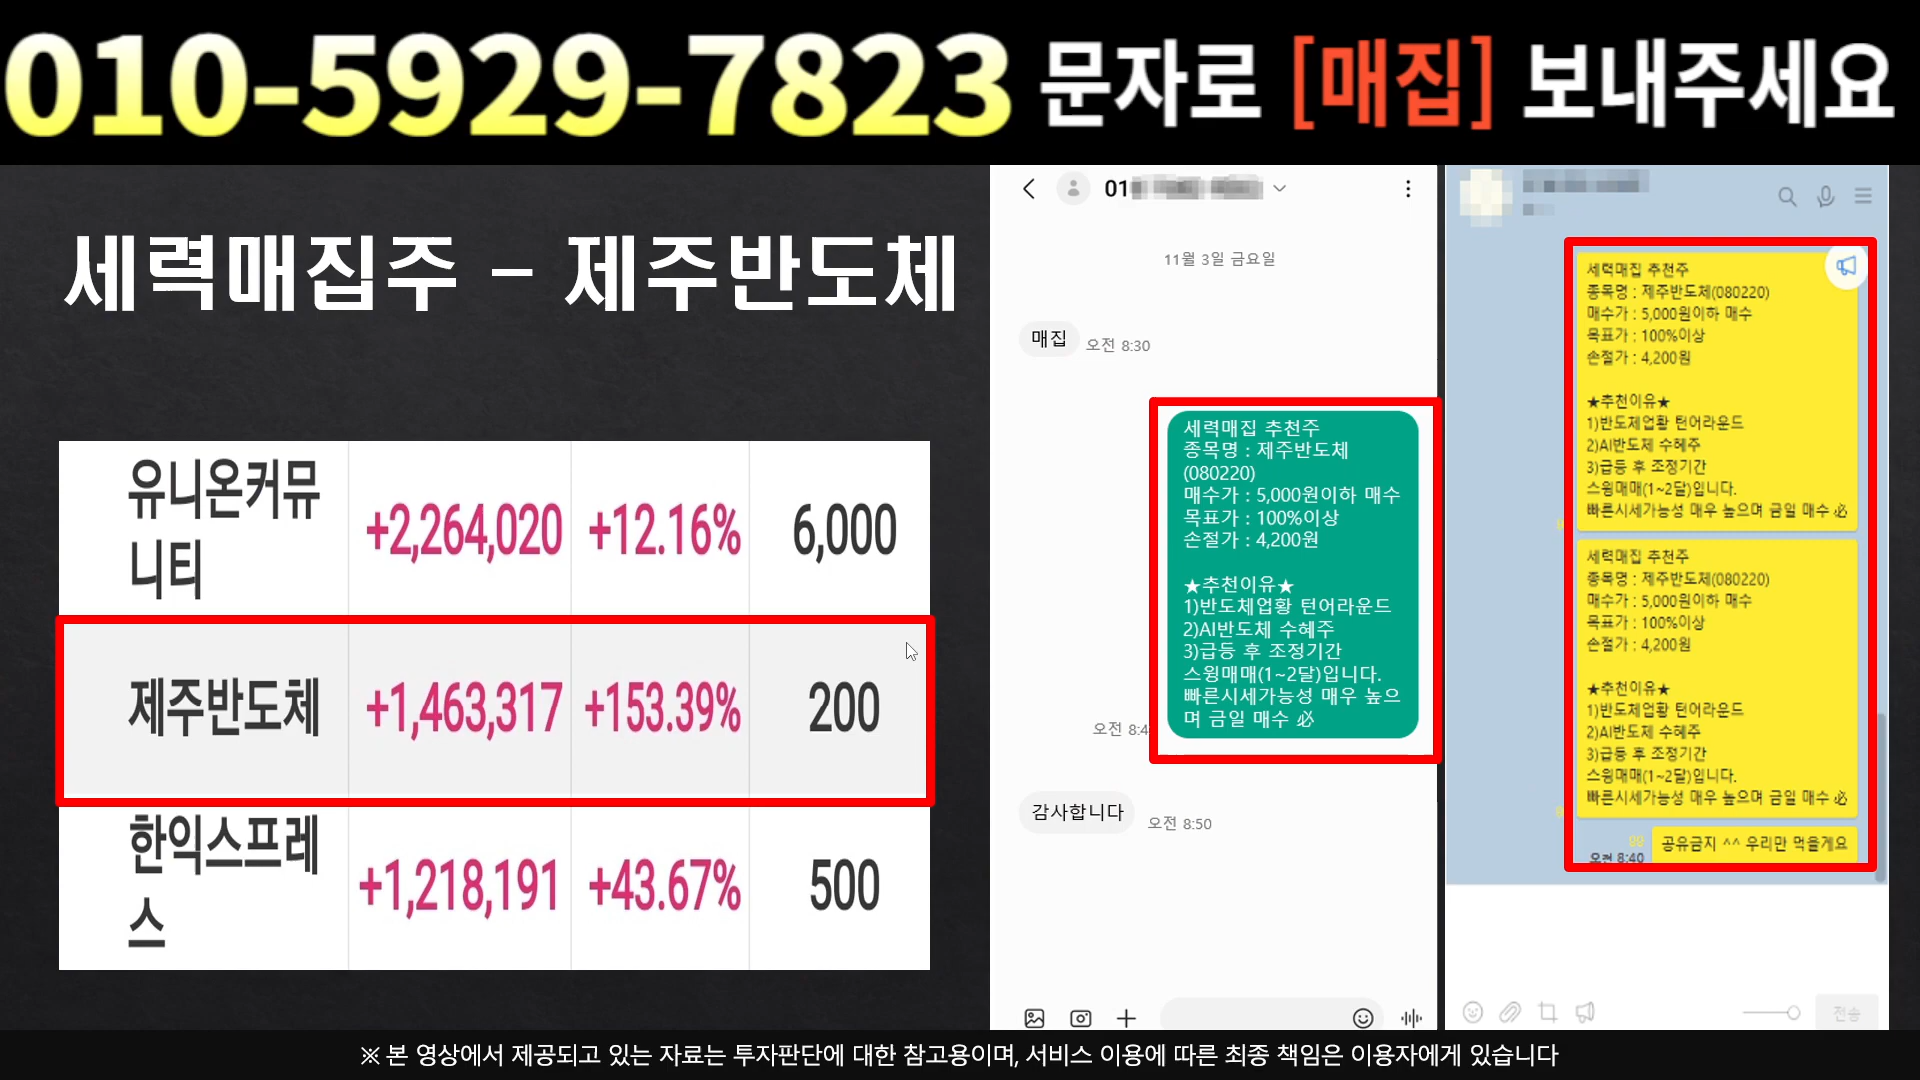 010-5929-7823 문자로 [매집] 보내주세요
세력매집주 - 제주반도체
유니온커뮤
니티
+2,264,020
+12.16%
6,000
제주반도체
+1,463,317
+153.39%
200
한익스프레
스
+1,218,191
+43.67%
500
01
11월 3일 금요일
매집
오전 8:30
세력매집 추천주
종목명 : 제주반도체
(080220)
매수가 : 5,000원이하 매수
목표가 : 100%이상
손절가 : 4,200원
★추천이유★
1)반도체업황 턴어라운드
2)AI반도체 수혜주
3)급등 후 조정기간
스윙매매(1~2달)입니다.
빠른시세가능성 매우 높으
며 금일 매수 必
오전 8:4
감사합니다
오전 8:50
세력매집 추천주
종목명 : 제주반도체(080220)
매수가 : 5,000원이하 매수
목표가 : 100%이상
손절가 : 4,200원
★추천이유★
1)반도체업황 턴어라운드
2)AI반도체 수혜주
3)급등 후 조정기간
스윙매매(1~2달)입니다.
빠른시세가능성 매우 높으며 금일 매수 必
세력매집 추천주
종목명 : 제주반도체(080220)
매수가 : 5,000원이하 매수
목표가 : 100%이상
손절가 : 4,200원
★추천이유★
1)반도체업황 턴어라운드
2)AI반도체 수혜주
3)급등 후 조정기간
스윙매매(1~2달)입니다.
빠른시세가능성 매우 높으며 금일 매수 必
공유금지 ^^ 우리만 먹을게요
오전 8:40
전송
※ 본 영상에서 제공되고 있는 자료는 투자판단에 대한 참고용이며, 서비스 이용에 따른 최종 책임은 이용자에게 있습니다